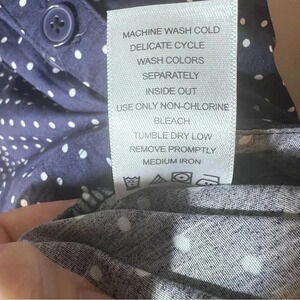 MACHINE WASH COLD
DELICATE CYCLE
WASH COLORS
SEPARATELY
INSIDE OUT
USE ONLY NON-CHLORINE
BLEACH
TUMBLE DRY LOW
REMOVE PROMPTLY
MEDIUM IRON